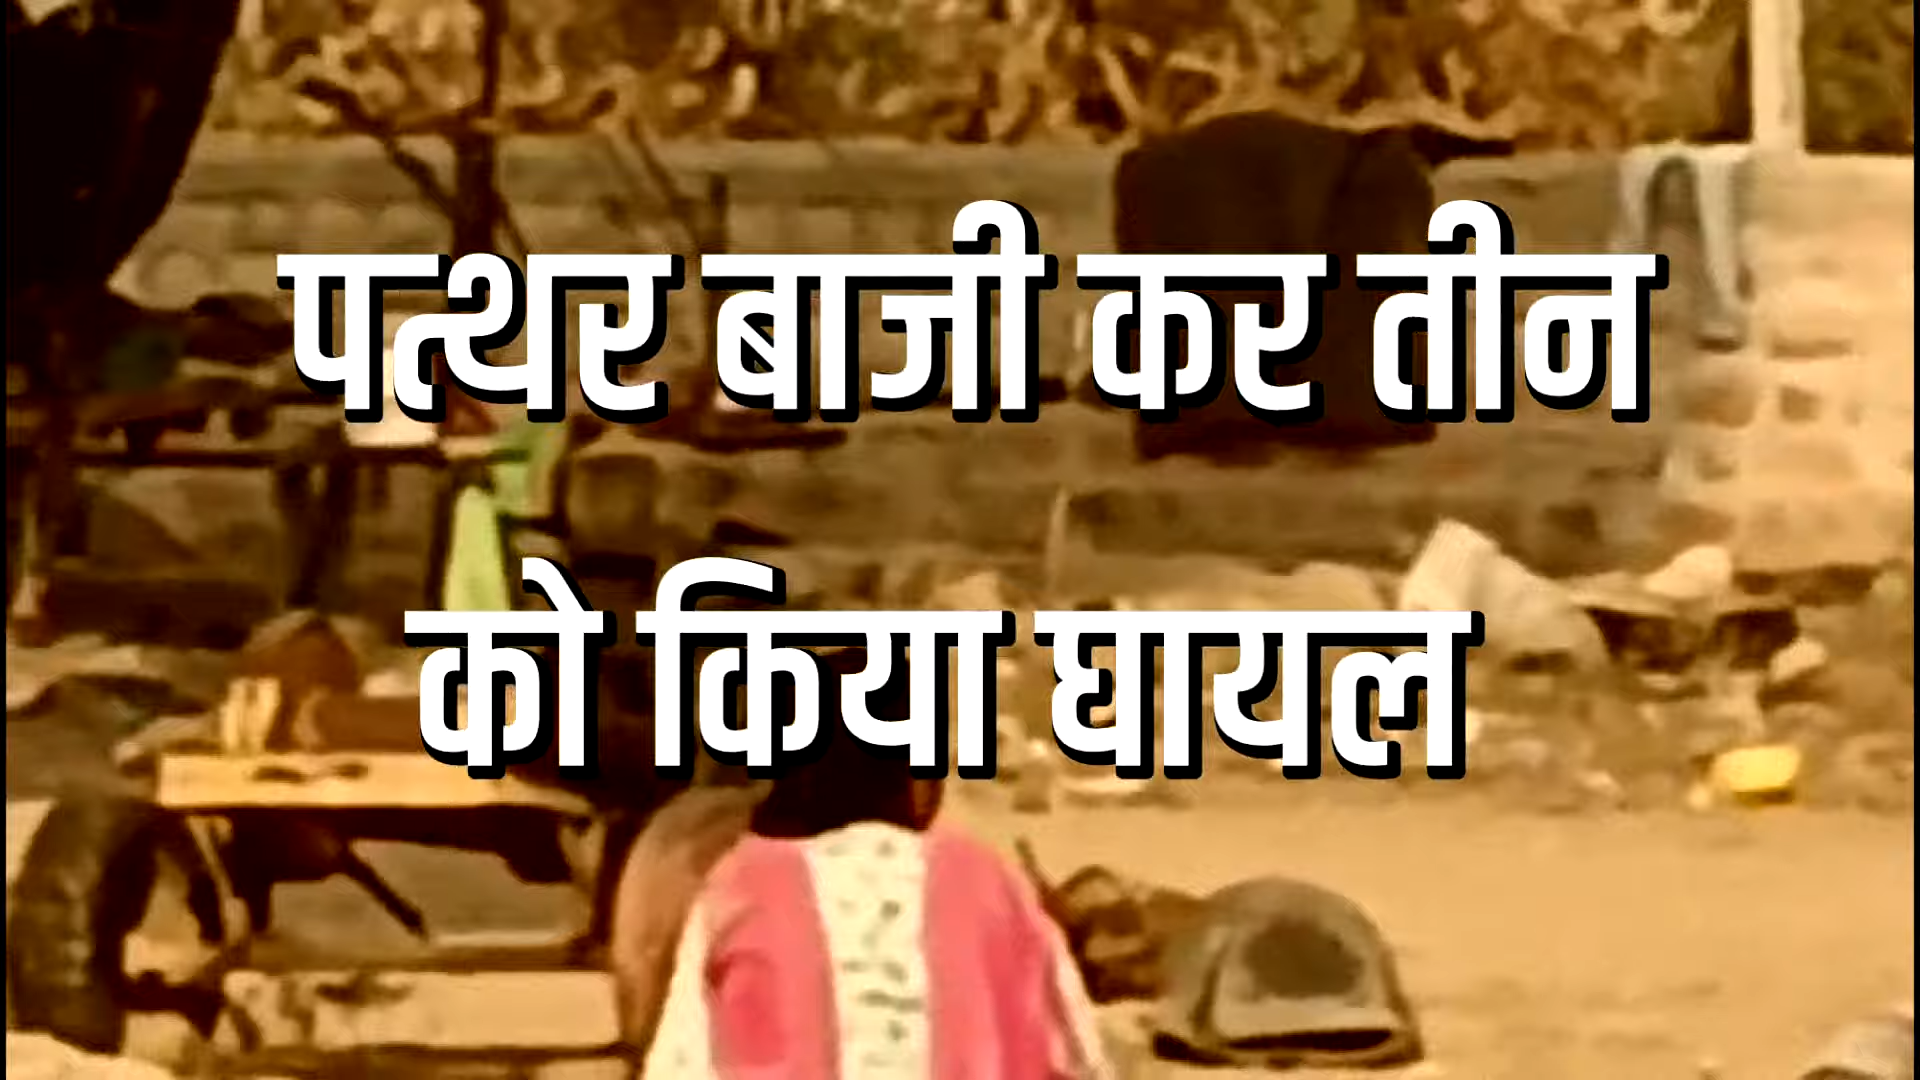 पत्थर बाजी कर तीन
को किया घायल